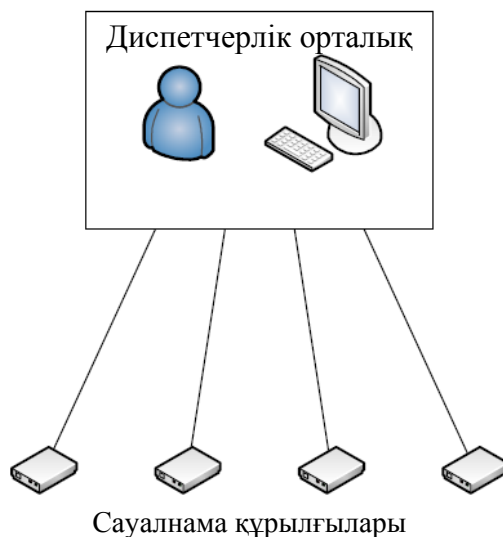 Диспетчерлік орталық
Сауалнама құрылғылары